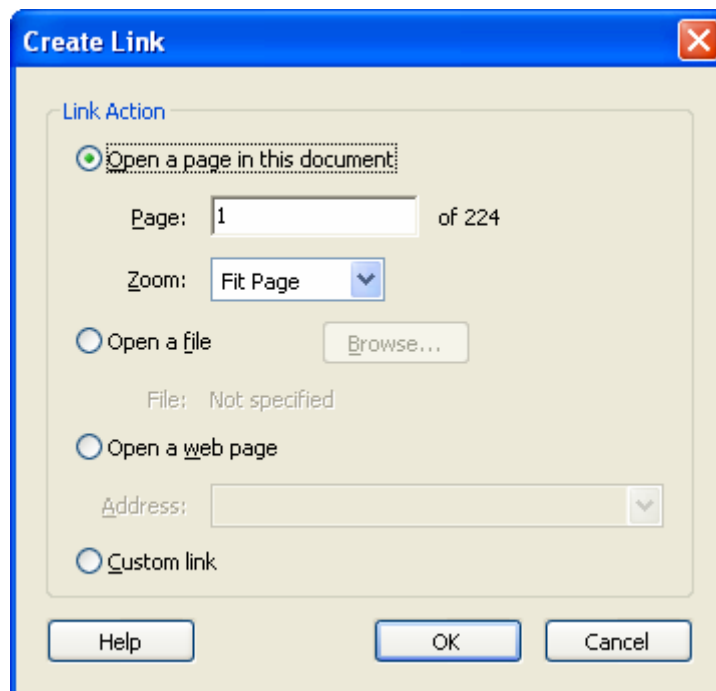 Create Link
Link Action
Open a page in this document
Page: 1 of 224
Zoom: Fit Page
Open a file Browse...
File: Not specified
Open a web page
Address:
Custom link
Help OK Cancel